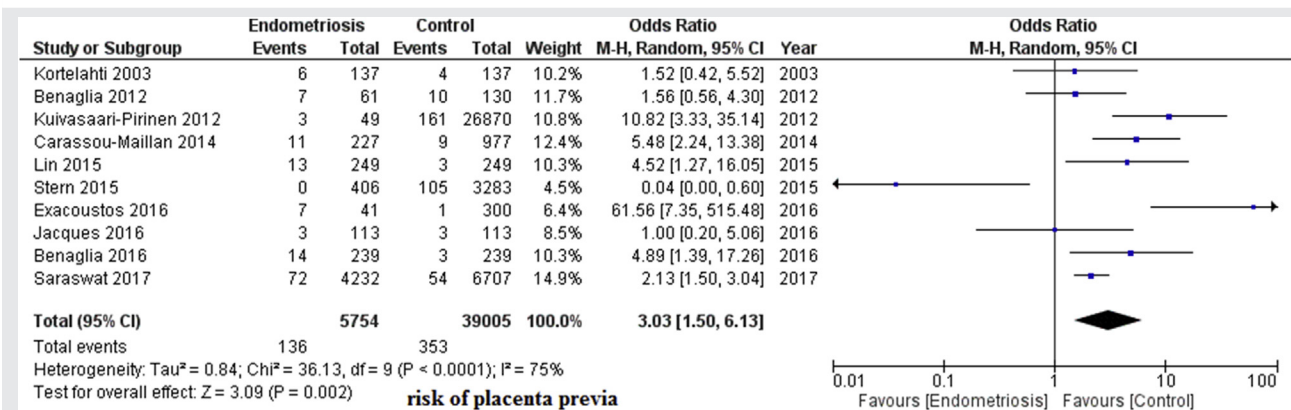 Endometriosis Control Odds Ratio Odds Ratio
Study or Subgroup Events Total Events Total Weight M-H, Random, 95% CI Year M-H, Random, 95% CI
Kortelahti 2003 6 137 4 137 10.2% 1.52 [0.42, 5.52] 2003
Benaglia 2012 7 61 10 130 11.7% 1.56 [0.56, 4.30] 2012
Kuivasaari-Pirinen 2012 3 49 161 26870 10.8% 10.82 [3.33, 35.14] 2012
Carassou-Maillan 2014 11 227 9 977 12.4% 5.48 [2.24, 13.38] 2014
Lin 2015 13 249 3 249 10.3% 4.52 [1.27, 16.05] 2015
Stern 2015 0 406 105 3283 4.5% 0.04 [0.00, 0.60] 2015
Exacoustos 2016 7 41 1 300 6.4% 61.56 [7.35, 515.48] 2016
Jacques 2016 3 113 3 113 8.5% 1.00 [0.20, 5.06] 2016
Benaglia 2016 14 239 3 239 10.3% 4.89 [1.39, 17.26] 2016
Saraswat 2017 72 4232 54 6707 14.9% 2.13 [1.50, 3.04] 2017
Total (95% CI) 5754 39005 100.0% 3.03 [1.50, 6.13]
Total events 136 353
Heterogeneity: Tau² = 0.84; Chi² = 36.13, df = 9 (P < 0.0001); I² = 75%
Test for overall effect: Z = 3.09 (P = 0.002)
risk of placenta previa
0.01 0.1 1 10 100
Favours [Endometriosis] Favours [Control]